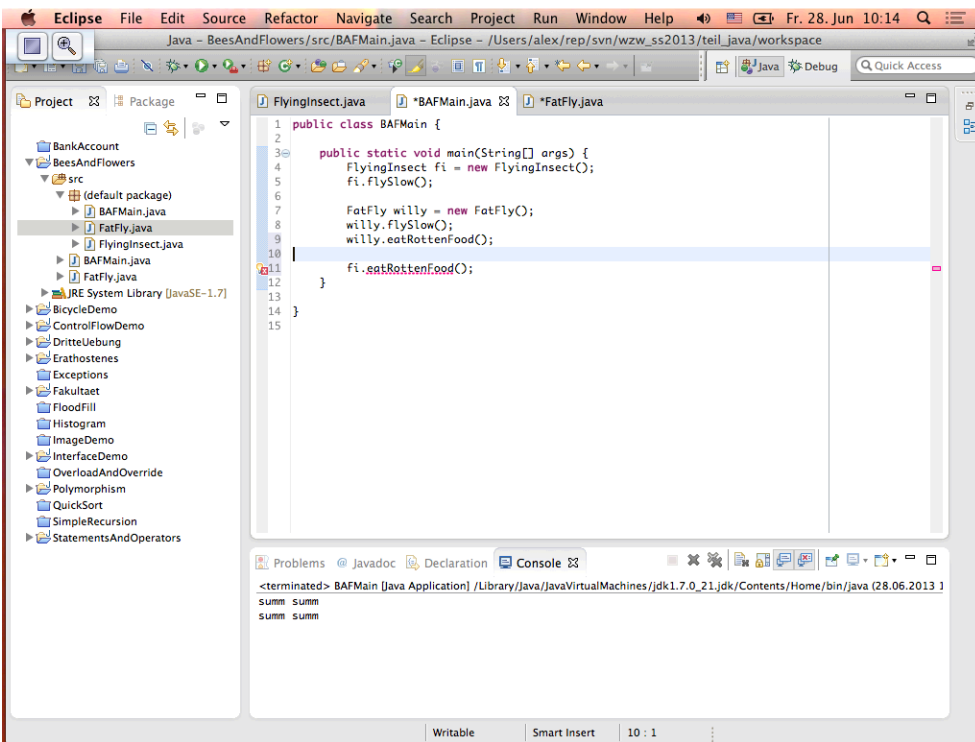 Eclipse File Edit Source Refactor Navigate Search Project Run Window Help Fr. 28. Jun 10:14
Java – BeesAndFlowers/src/BAFMain.java – Eclipse – /Users/alex/rep/svn/wzw_ss2013/teil_java/workspace
Java Debug Quick Access
Project Package
BankAccount
BeesAndFlowers
src
(default package)
BAFMain.java
FatFly.java
FlyingInsect.java
BAFMain.java
FatFly.java
JRE System Library [JavaSE-1.7]
BicycleDemo
ControlFlowDemo
DritteUebung
Erathostenes
Exceptions
Fakultaet
FloodFill
Histogram
ImageDemo
InterfaceDemo
OverloadAndOverride
Polymorphism
QuickSort
SimpleRecursion
StatementsAndOperators
FlyingInsect.java *BAFMain.java *FatFly.java
1 public class BAFMain {
2
3 public static void main(String[] args) {
4 FlyingInsect fi = new FlyingInsect();
5 fi.flySlow();
6
7 FatFly willy = new FatFly();
8 willy.flySlow();
9 willy.eatRottenFood();
10
11 fi.eatRottenFood();
12 }
13
14 }
15
Problems @ Javadoc Declaration Console
<terminated> BAFMain [Java Application] /Library/Java/JavaVirtualMachines/jdk1.7.0_21.jdk/Contents/Home/bin/java (28.06.2013 1
summ summ
summ summ
Writable Smart Insert 10 : 1